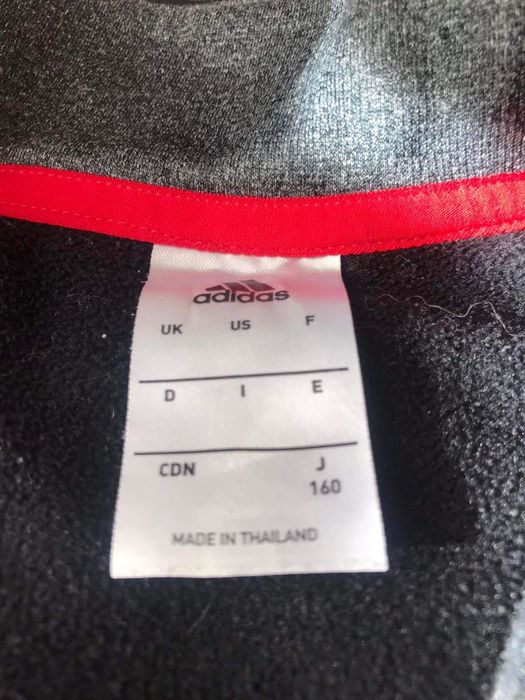 adidas
UK US F
D I E
CDN J
160
MADE IN THAILAND